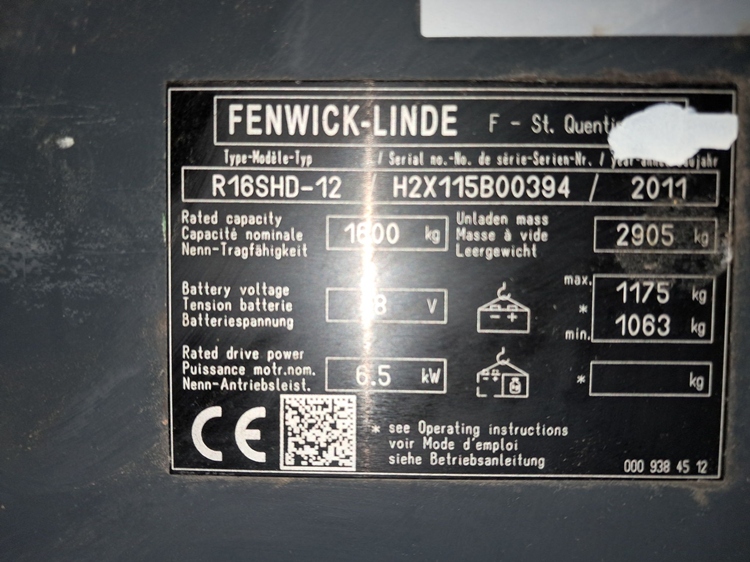 FENWICK-LINDE F - St. Quenti
Type-Modèle-Typ / Serial no.-No. de série-Serien-Nr. /
R16SHD-12 / H2X115B00394 / 2011
Rated capacity
Capacité nominale
Nenn-Tragfähigkeit
1600 kg
Unladen mass
Masse à vide
Leergewicht
2905 kg
Battery voltage
Tension batterie
Batteriespannung
V
- +
max. 1175 kg
*
min. 1063 kg
Rated drive power
Puissance motr.nom.
Nenn-Antriebsleist.
6.5 kW
- +
* kg
CE
* see Operating instructions
voir Mode d'emploi
siehe Betriebsanleitung
000 938 45 12